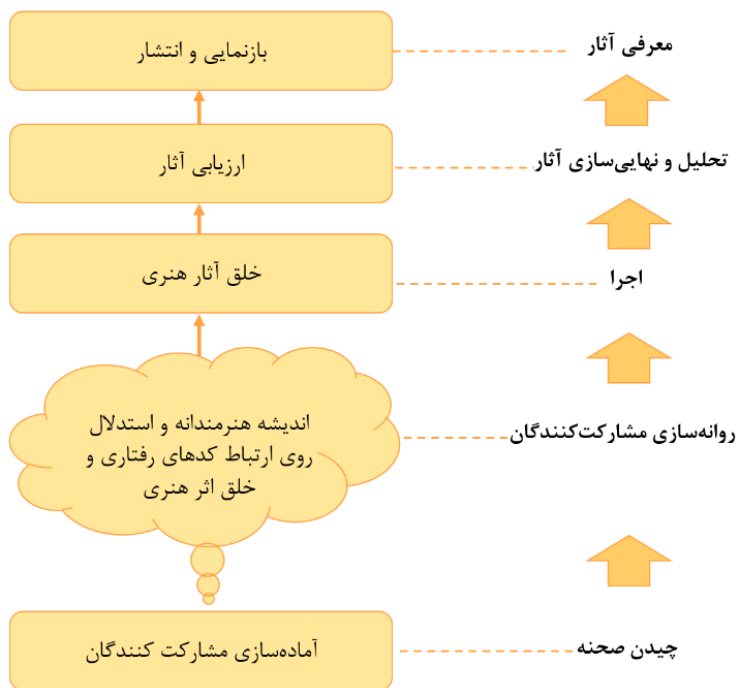 معرفی آثار
بازنمایی و انتشار
تحلیل و نهایی‌سازی آثار
ارزیابی آثار
اجرا
خلق آثار هنری
روانه‌سازی مشارکت‌کنندگان
اندیشه هنرمندانه و استدلال
روی ارتباط کدهای رفتاری و
خلق اثر هنری
چیدن صحنه
آماده‌سازی مشارکت کنندگان